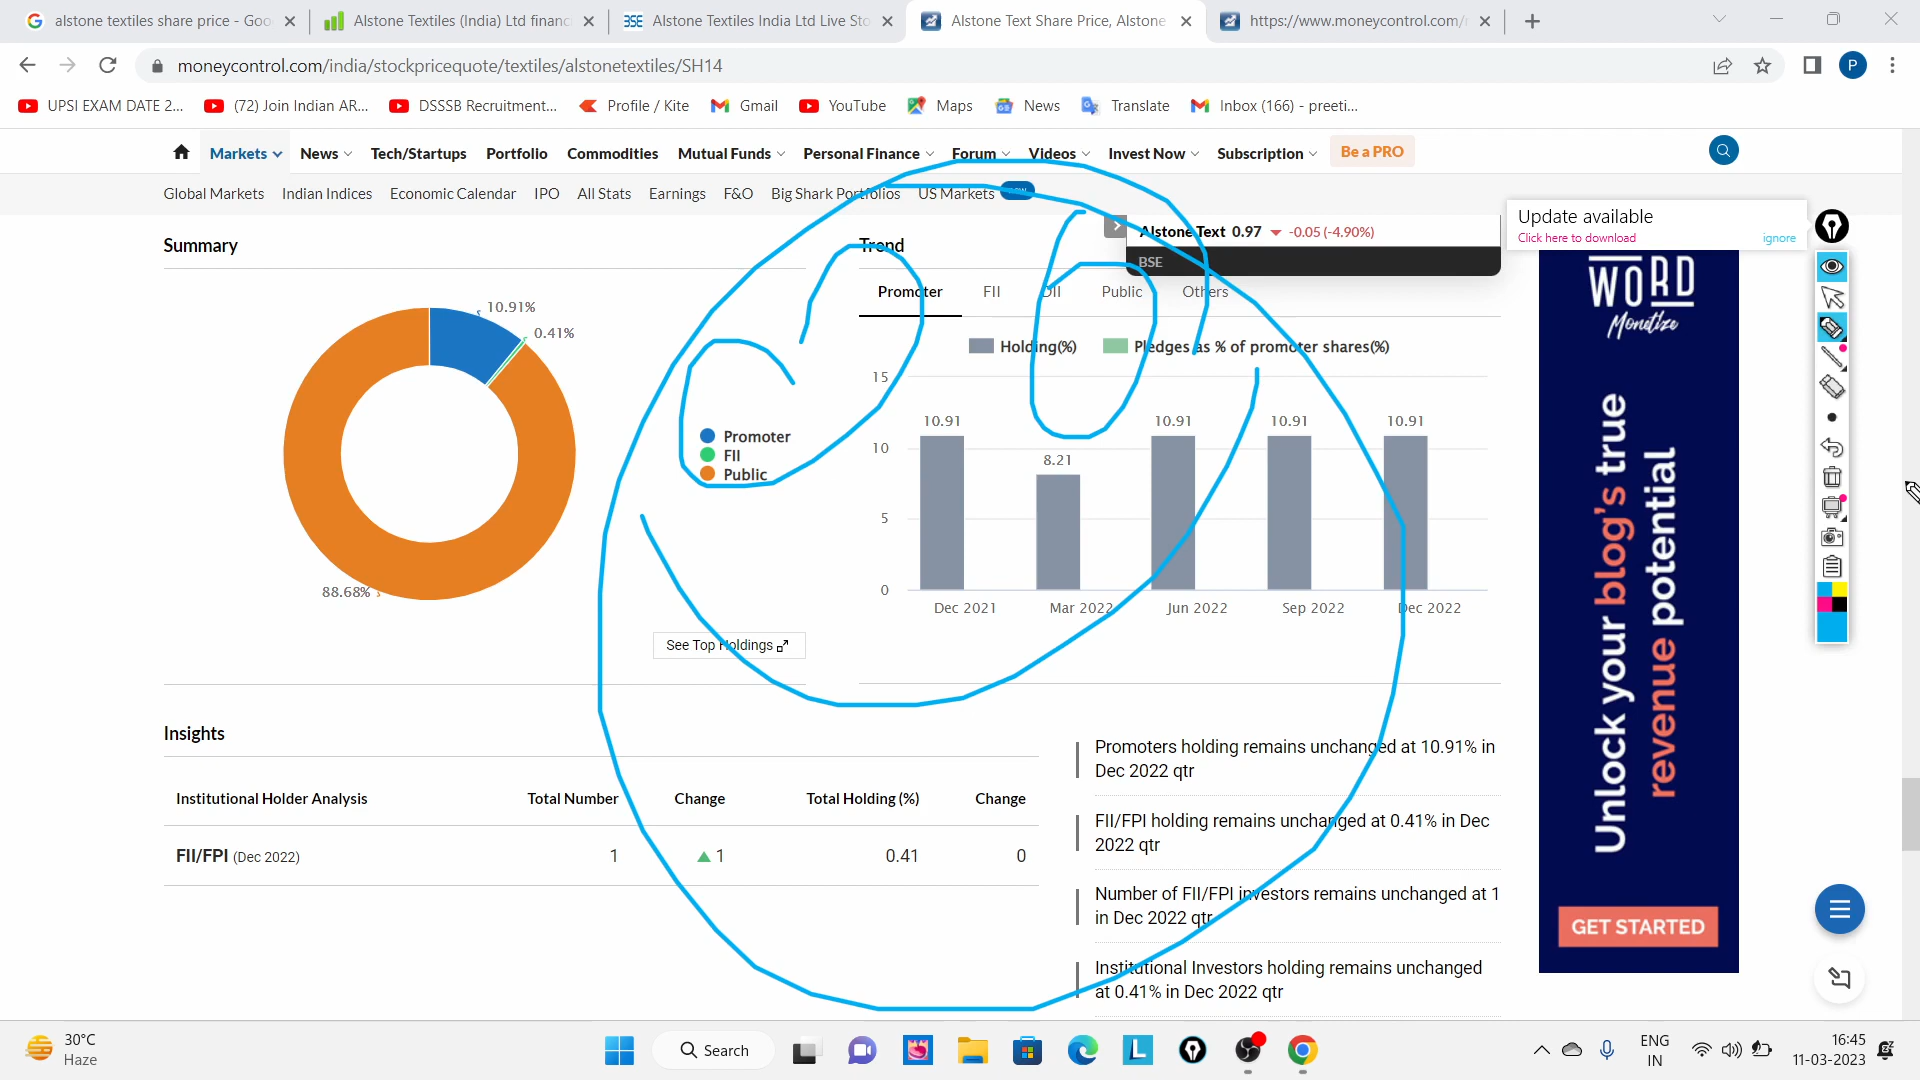 alstone textiles share price - Goo
Alstone Textiles (India) Ltd financ
BSE Alstone Textiles India Ltd Live Sto
Alstone Text Share Price, Alstone
https://www.moneycontrol.com/
moneycontrol.com/india/stockpricequote/textiles/alstonetextiles/SH14
P
UPSI EXAM DATE 2...
(72) Join Indian AR...
DSSSB Recruitment...
Profile / Kite
Gmail
YouTube
Maps
News
Translate
Inbox (166) - preeti...
Markets
News
Tech/Startups
Portfolio
Commodities
Mutual Funds
Personal Finance
Forum
Videos
Invest Now
Subscription
Be a PRO
Global Markets
Indian Indices
Economic Calendar
IPO
All Stats
Earnings
F&O
Big Shark Portfolios
US Markets
Update available
Click here to download
ignore
Summary
Trend
Alstone Text 0.97 ▼ -0.05 (-4.90%)
BSE
Promoter
FII
DII
Public
Others
10.91%
0.41%
88.68%
Promoter
FII
Public
Holding(%)
Pledges as % of promoter shares(%)
15
10
5
0
10.91
8.21
10.91
10.91
10.91
Dec 2021
Mar 2022
Jun 2022
Sep 2022
Dec 2022
See Top Holdings
WORD
Monetize
Unlock your blog's true
revenue potential
GET STARTED
Insights
Institutional Holder Analysis
Total Number
Change
Total Holding (%)
Change
FII/FPI (Dec 2022)
1
▲ 1
0.41
0
Promoters holding remains unchanged at 10.91% in
Dec 2022 qtr
FII/FPI holding remains unchanged at 0.41% in Dec
2022 qtr
Number of FII/FPI investors remains unchanged at 1
in Dec 2022 qtr
Institutional Investors holding remains unchanged
at 0.41% in Dec 2022 qtr
30°C
Haze
Search
L
ENG
IN
16:45
11-03-2023